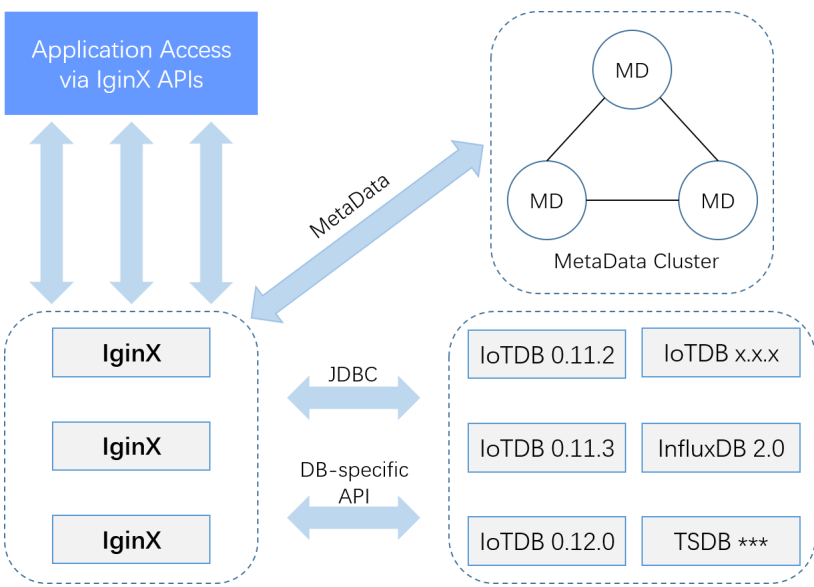 Application Access
via IginX APIs
MD
MD
MD
MetaData Cluster
MetaData
IginX
IginX
IginX
JDBC
DB-specific
API
IoTDB 0.11.2
IoTDB x.x.x
IoTDB 0.11.3
InfluxDB 2.0
IoTDB 0.12.0
TSDB ***